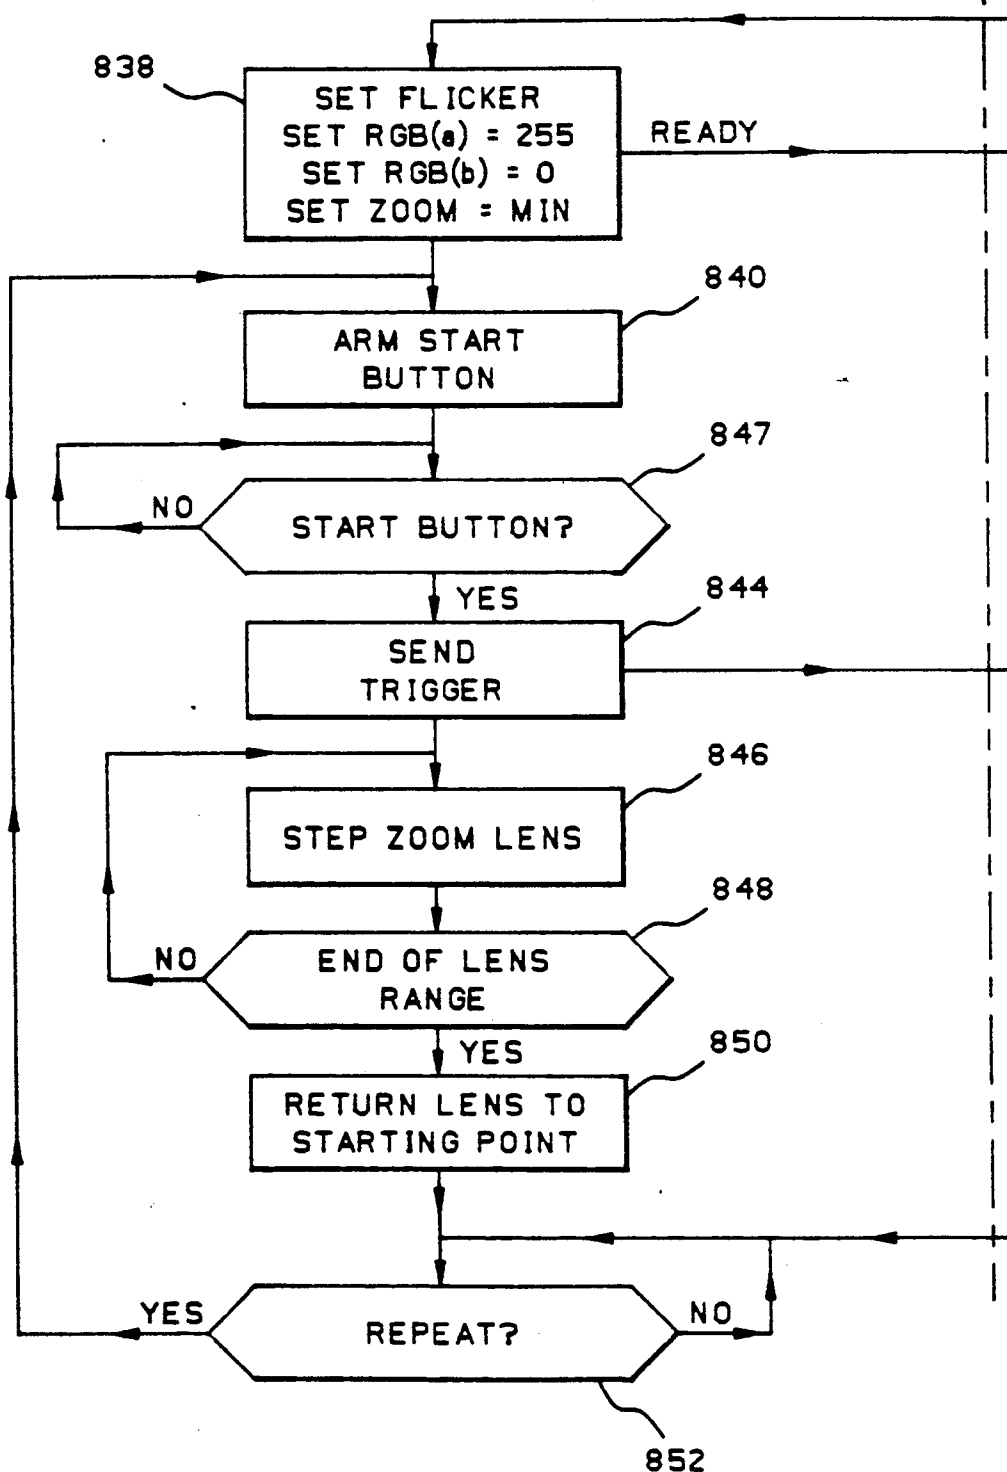 838
SET FLICKER
SET RGB(a) = 255
SET RGB(b) = 0
SET ZOOM = MIN
READY
840
ARM START
BUTTON
847
NO
START BUTTON?
YES
844
SEND
TRIGGER
846
STEP ZOOM LENS
848
NO
END OF LENS
RANGE
YES
850
RETURN LENS TO
STARTING POINT
YES
REPEAT?
NO
852